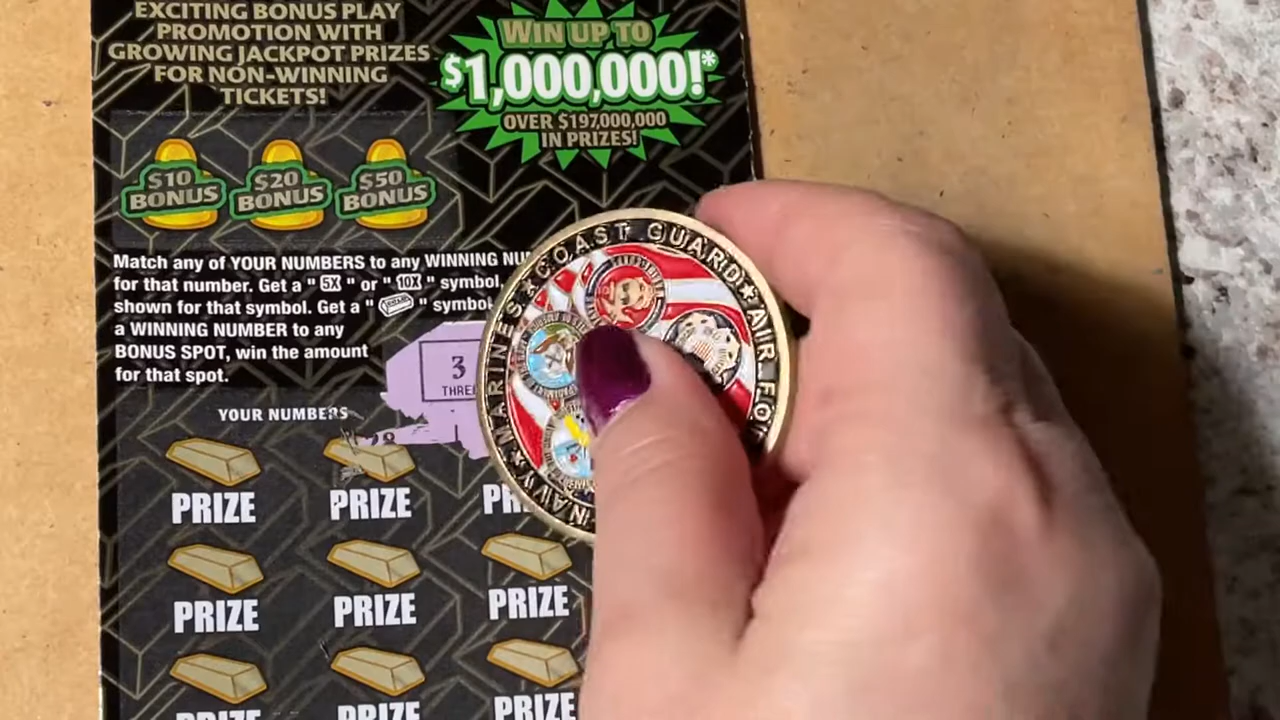 EXCITING BONUS PLAY
PROMOTION WITH
GROWING JACKPOT PRIZES
FOR NON-WINNING
TICKETS!
WIN UP TO
$1,000,000!*
OVER $197,000,000
IN PRIZES!
$10
BONUS
$20
BONUS
$50
BONUS
Match any of YOUR NUMBERS to any WINNING NU
for that number. Get a " 5X " or " 10X " symbol,
shown for that symbol. Get a " " symbol
a WINNING NUMBER to any
BONUS SPOT, win the amount
for that spot.
3
THRE
YOUR NUMBERS
PRIZE
PRIZE
PR
PRIZE
PRIZE
PRIZE
PRIZE
PRIZE
PRIZE
MARINES ★ COAST GUARD ★ AIR FO
NAVY ★